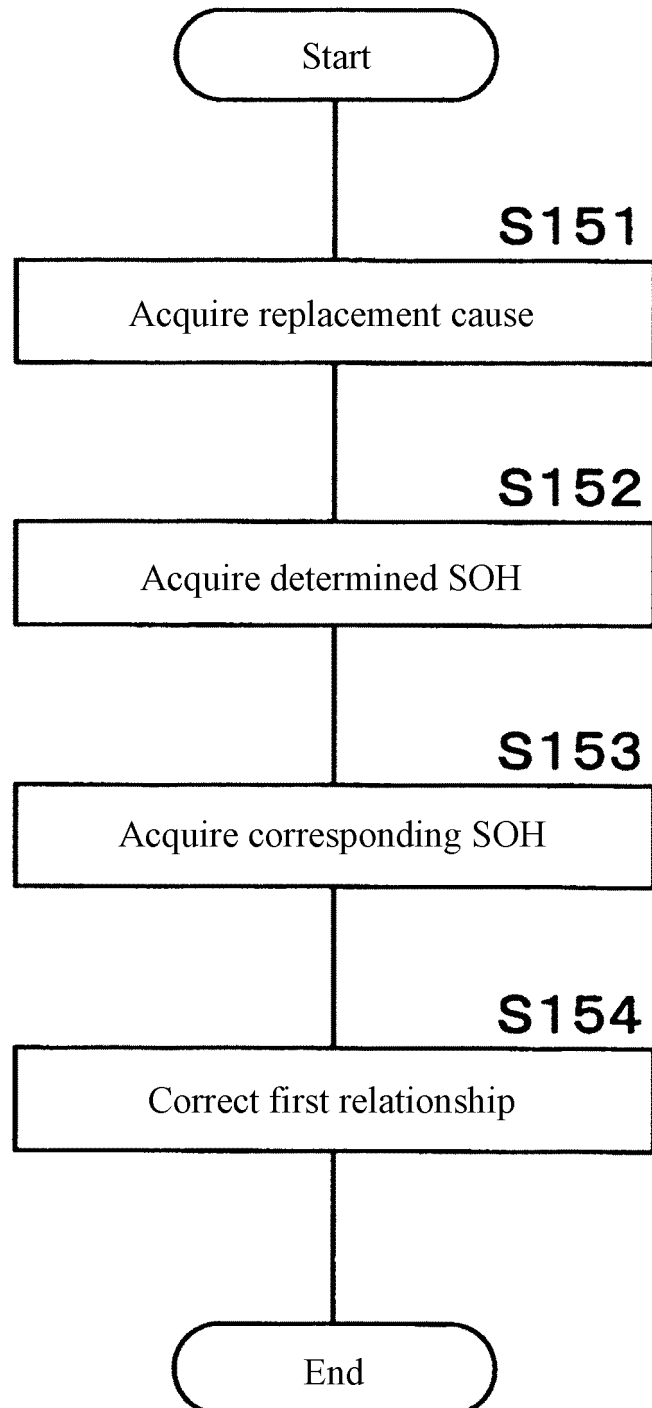 Start
S151
Acquire replacement cause
S152
Acquire determined SOH
S153
Acquire corresponding SOH
S154
Correct first relationship
End